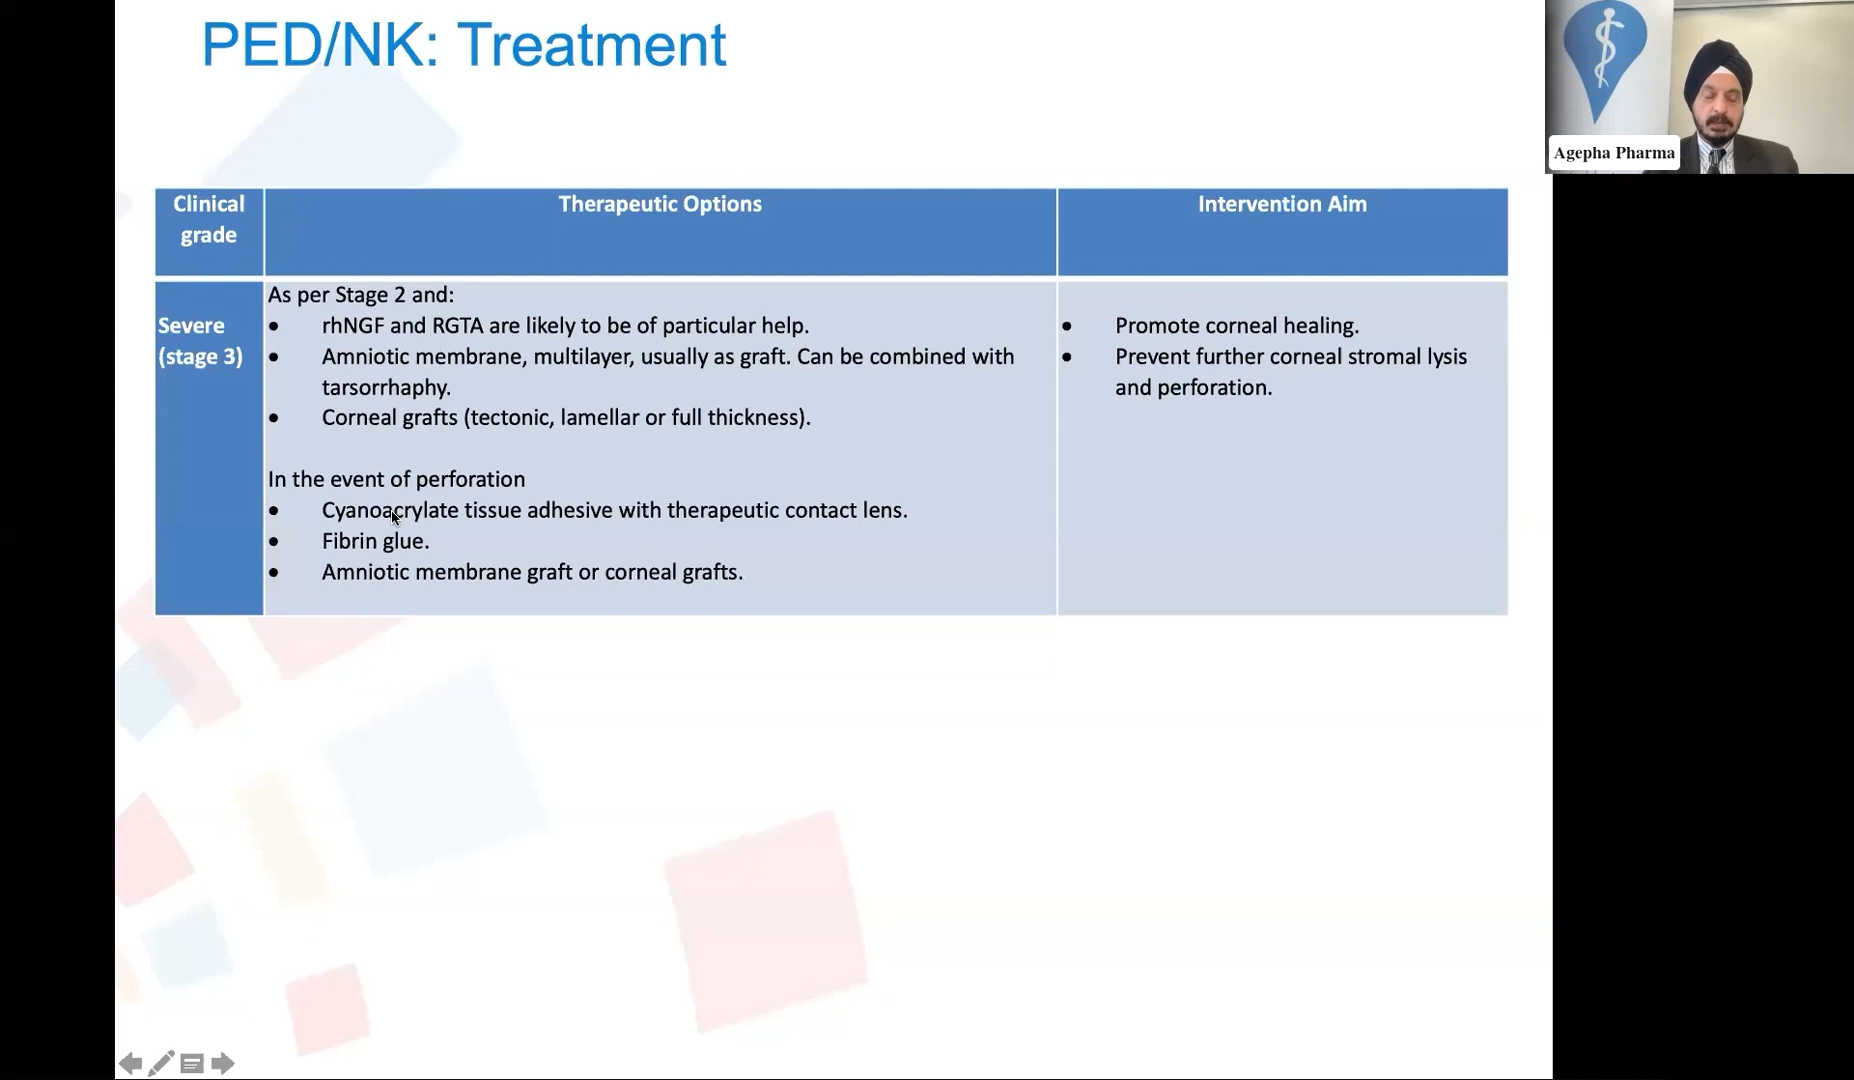 PED/NK: Treatment
Agepha Pharma
Clinical
grade
Therapeutic Options
Intervention Aim
Severe
(stage 3)
As per Stage 2 and:
• rhNGF and RGTA are likely to be of particular help.
• Amniotic membrane, multilayer, usually as graft. Can be combined with
tarsorrhaphy.
• Corneal grafts (tectonic, lamellar or full thickness).
In the event of perforation
• Cyanoacrylate tissue adhesive with therapeutic contact lens.
• Fibrin glue.
• Amniotic membrane graft or corneal grafts.
• Promote corneal healing.
• Prevent further corneal stromal lysis
and perforation.